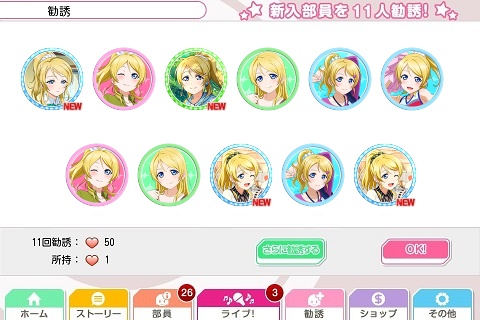 勧誘
新入部員を11人勧誘!
NEW
NEW
NEW
NEW
11回勧誘: 50
所持: 1
さらに勧誘する
OK!
26
3
ホーム
ストーリー
部員
ライブ!
勧誘
ショップ
その他